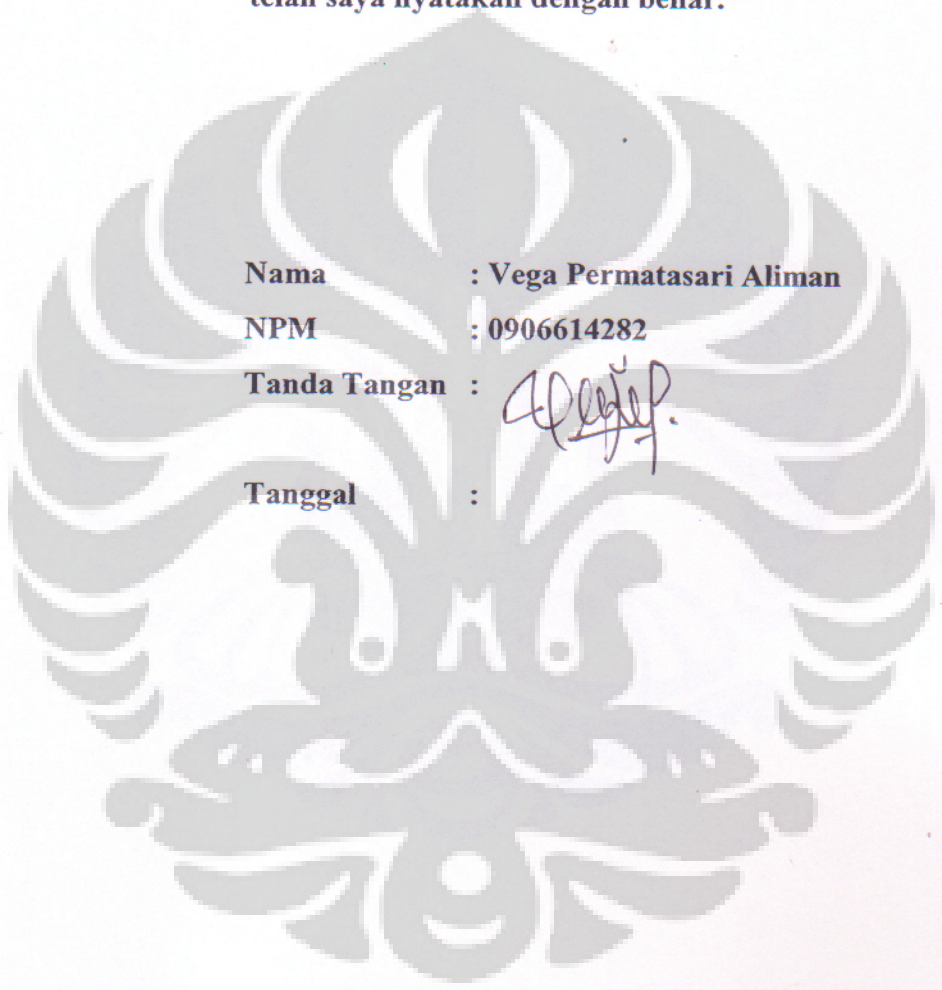 telah saya nyatakan dengan benar.
Nama : Vega Permatasari Aliman
NPM : 0906614282
Tanda Tangan :
Tanggal :